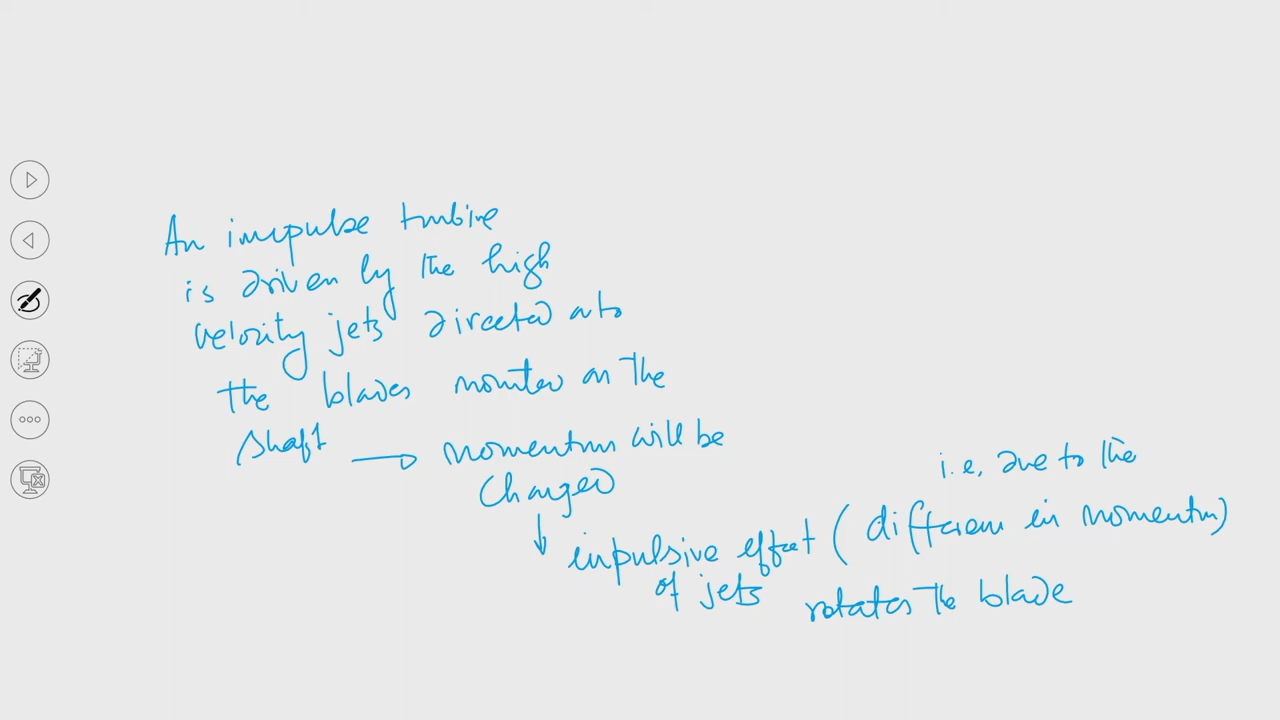 An impulse turbine
is driven by the high
velocity jets directed onto
the blades mounted on the
shaft → momentum will be
changed
↓
i.e, due to the
impulsive effect ( difference in momentum)
of jets rotates the blade